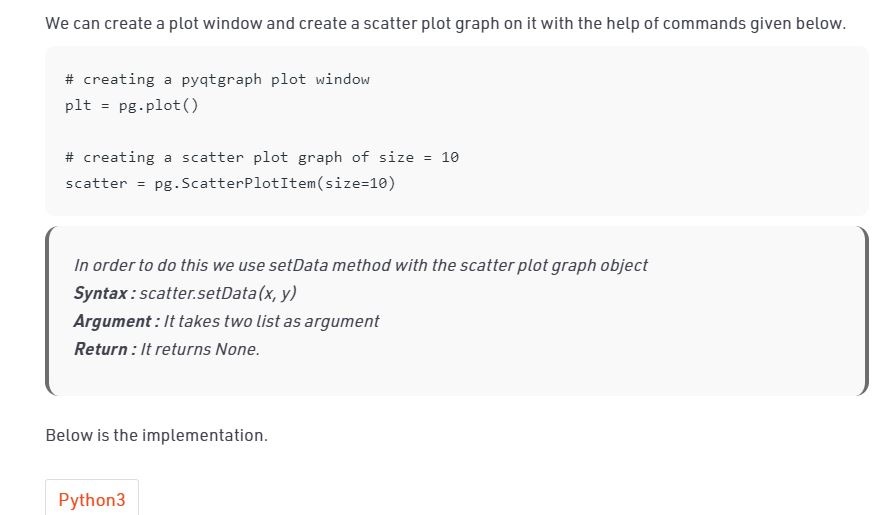 We can create a plot window and create a scatter plot graph on it with the help of commands given below.
# creating a pyqtgraph plot window
plt = pg.plot()
# creating a scatter plot graph of size = 10
scatter = pg.ScatterPlotItem(size=10)
In order to do this we use setData method with the scatter plot graph object
Syntax : scatter.setData(x, y)
Argument : It takes two list as argument
Return : It returns None.
Below is the implementation.
Python3